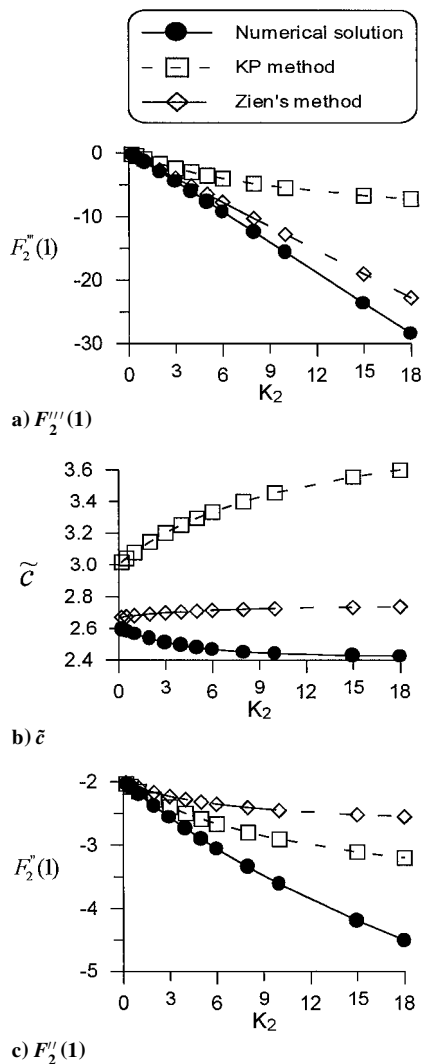 Numerical solution
KP method
Zien's method
0
-10
-20
-30
F₂‴(1)
0 3 6 9 12 15 18
K₂
a) F₂′′′(1)
3.6
3.4
3.2
3.0
2.8
2.6
2.4
c̃
0 3 6 9 12 15 18
K₂
b) c̃
-2
-3
-4
-5
F₂″(1)
0 3 6 9 12 15 18
K₂
c) F₂′′(1)